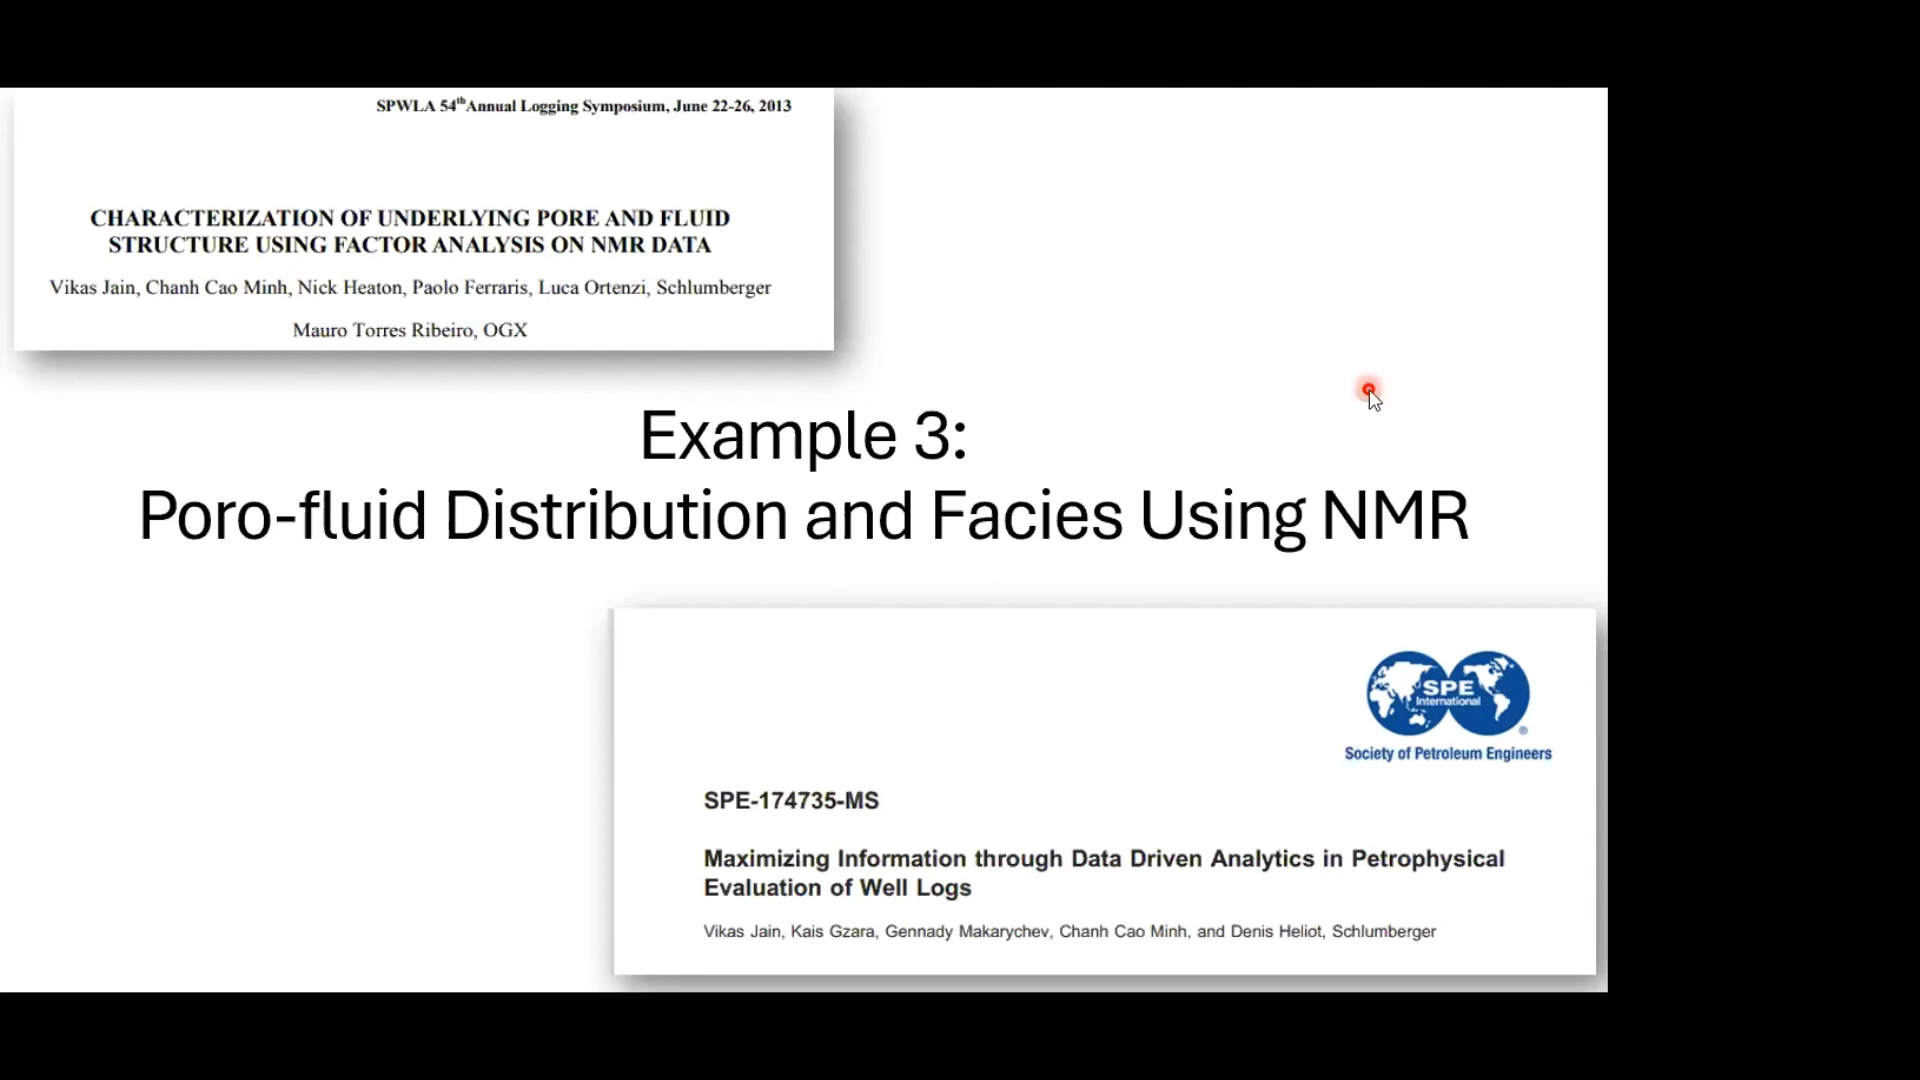 SPWLA 54th Annual Logging Symposium, June 22-26, 2013
CHARACTERIZATION OF UNDERLYING PORE AND FLUID
STRUCTURE USING FACTOR ANALYSIS ON NMR DATA
Vikas Jain, Chanh Cao Minh, Nick Heaton, Paolo Ferraris, Luca Ortenzi, Schlumberger
Mauro Torres Ribeiro, OGX
Example 3:
Poro-fluid Distribution and Facies Using NMR
SPE
International
®
Society of Petroleum Engineers
SPE-174735-MS
Maximizing Information through Data Driven Analytics in Petrophysical
Evaluation of Well Logs
Vikas Jain, Kais Gzara, Gennady Makarychev, Chanh Cao Minh, and Denis Heliot, Schlumberger